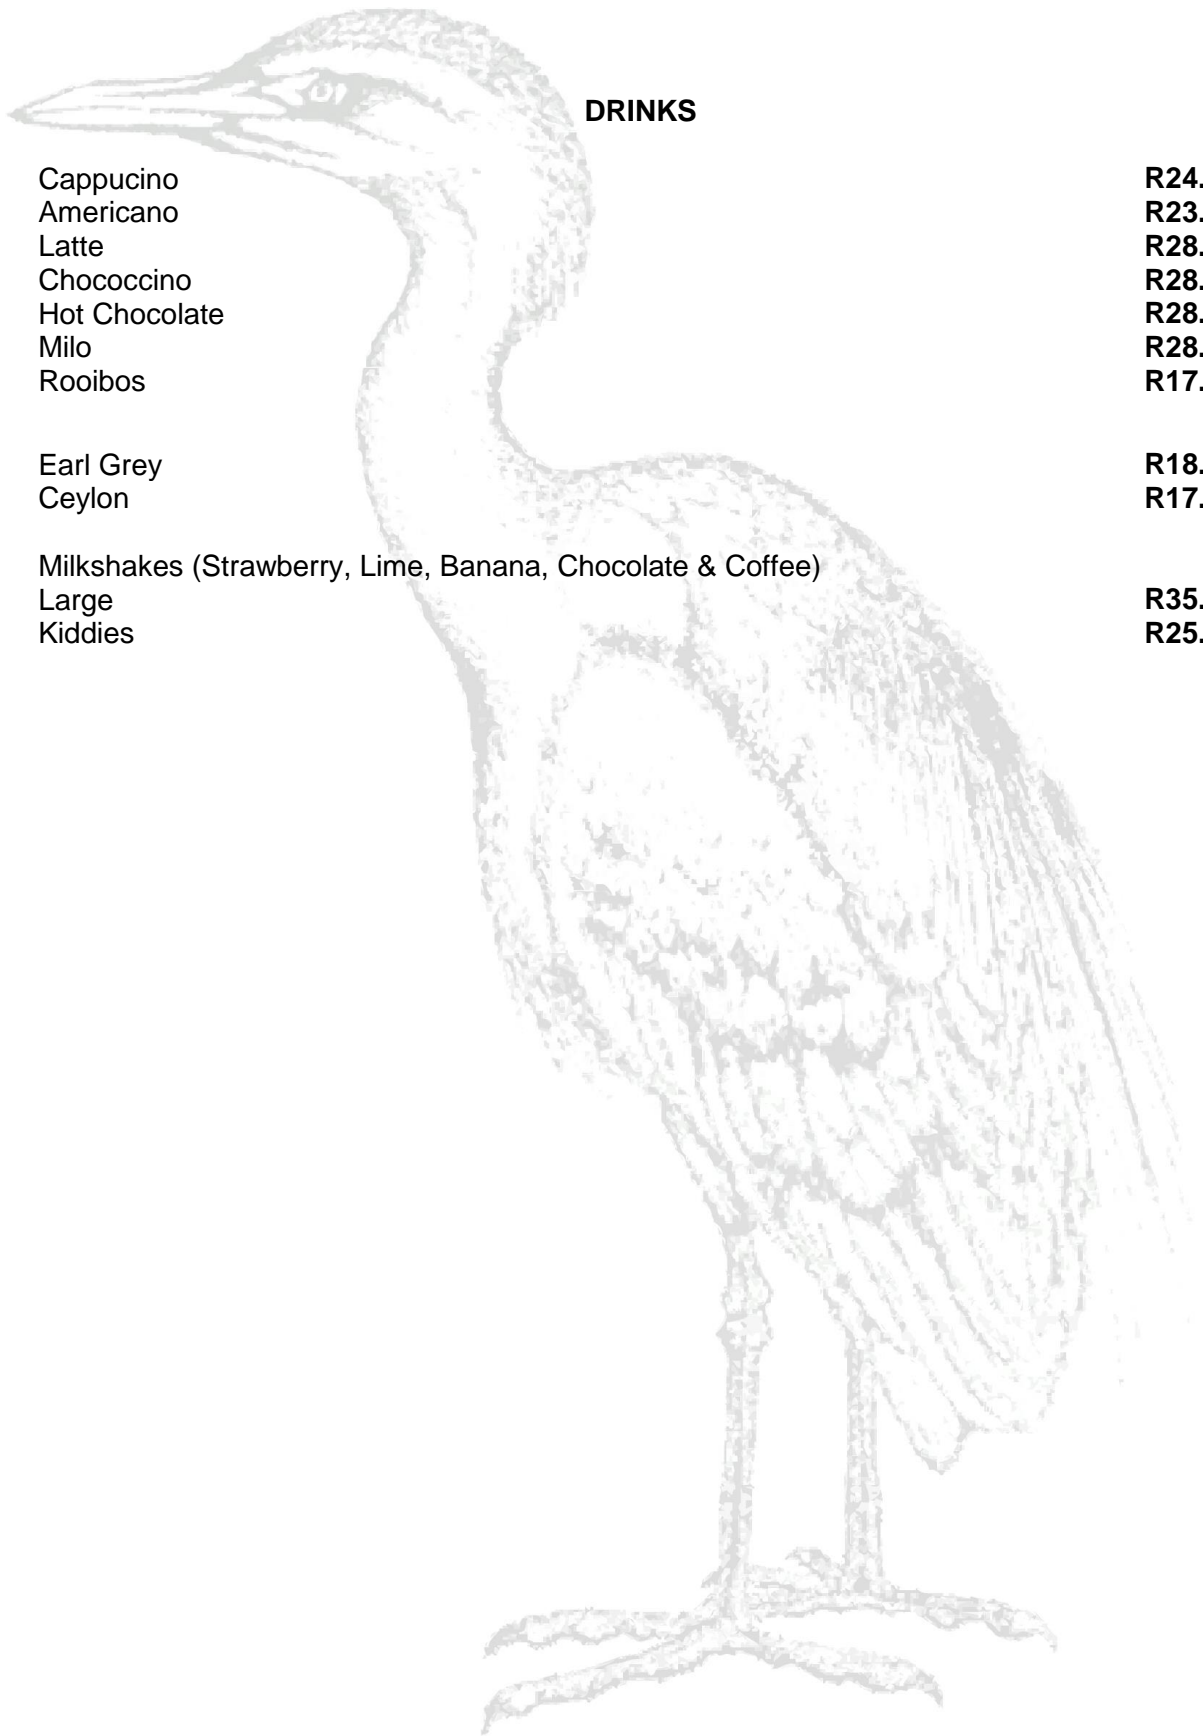 DRINKS
Cappucino R24.
Americano R23.
Latte R28.
Chococcino R28.
Hot Chocolate R28.
Milo R28.
Rooibos R17.
Earl Grey R18.
Ceylon R17.
Milkshakes (Strawberry, Lime, Banana, Chocolate & Coffee)
Large R35.
Kiddies R25.